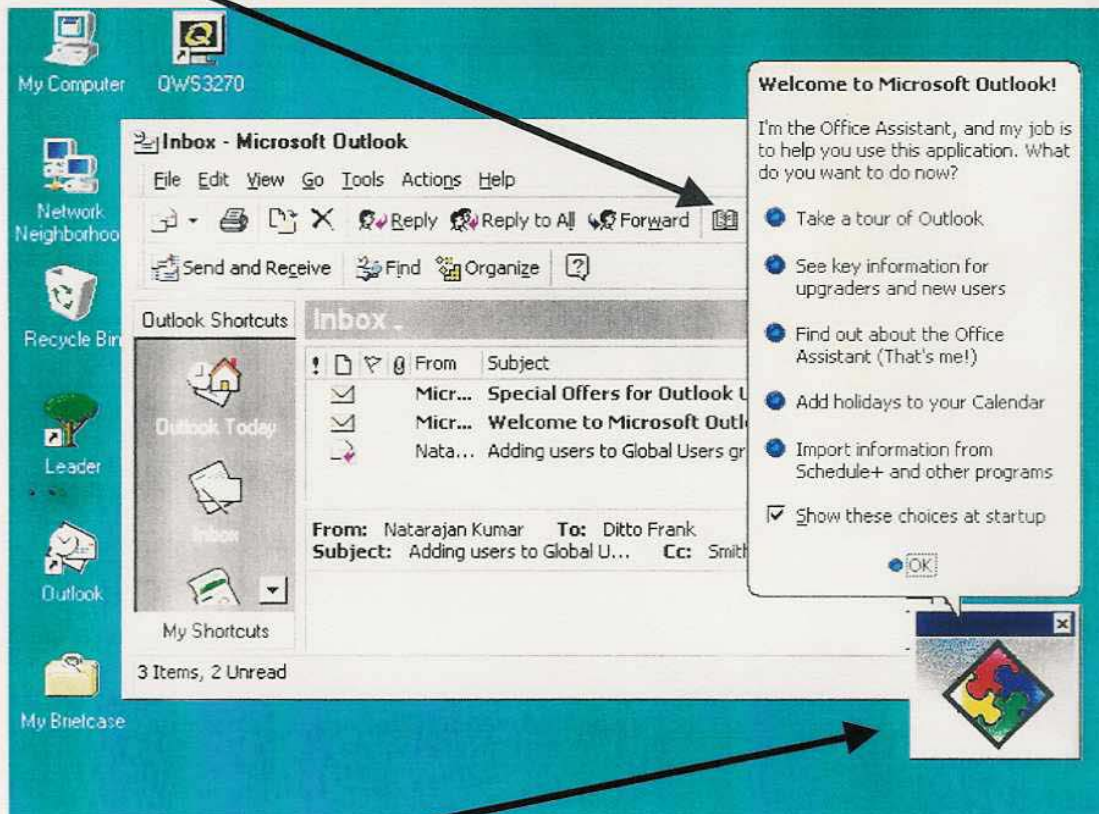 My Computer
QWS3270
Network
Neighborhoo
Recycle Bin
Leader
Outlook
My Briefcase
Inbox - Microsoft Outlook
File Edit View Go Tools Actions Help
Reply Reply to All Forward
Send and Receive Find Organize
Outlook Shortcuts
Outlook Today
Inbox
My Shortcuts
Inbox
! From Subject
Micr... Special Offers for Outlook U
Micr... Welcome to Microsoft Outl
Nata... Adding users to Global Users gr
From: Natarajan Kumar To: Ditto Frank
Subject: Adding users to Global U... Cc: Smith
3 Items, 2 Unread
Welcome to Microsoft Outlook!
I'm the Office Assistant, and my job is
to help you use this application. What
do you want to do now?
Take a tour of Outlook
See key information for
upgraders and new users
Find out about the Office
Assistant (That's me!)
Add holidays to your Calendar
Import information from
Schedule+ and other programs
Show these choices at startup
OK